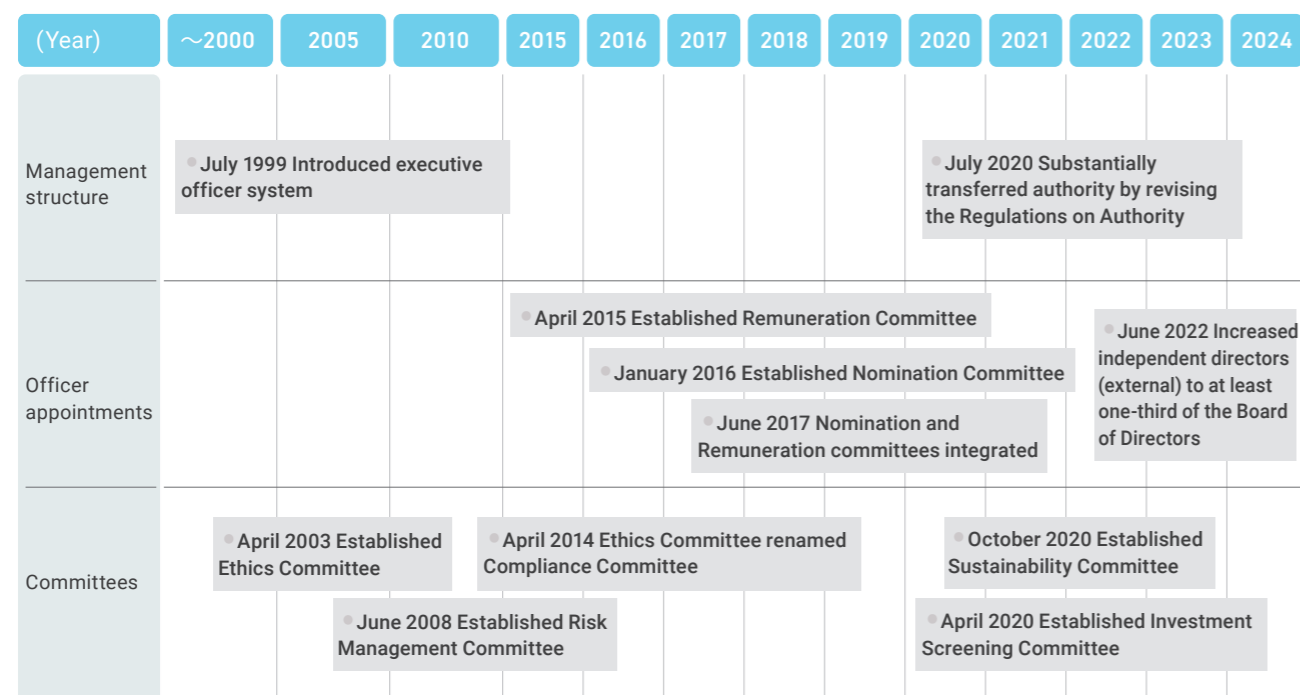 (Year) ～2000 2005 2010 2015 2016 2017 2018 2019 2020 2021 2022 2023 2024
Management
structure
July 1999 Introduced executive
officer system
July 2020 Substantially
transferred authority by revising
the Regulations on Authority
Officer
appointments
April 2015 Established Remuneration Committee
January 2016 Established Nomination Committee
June 2017 Nomination and
Remuneration committees integrated
June 2022 Increased
independent directors
(external) to at least
one-third of the Board
of Directors
Committees
April 2003 Established
Ethics Committee
April 2014 Ethics Committee renamed
Compliance Committee
October 2020 Established
Sustainability Committee
June 2008 Established Risk
Management Committee
April 2020 Established Investment
Screening Committee